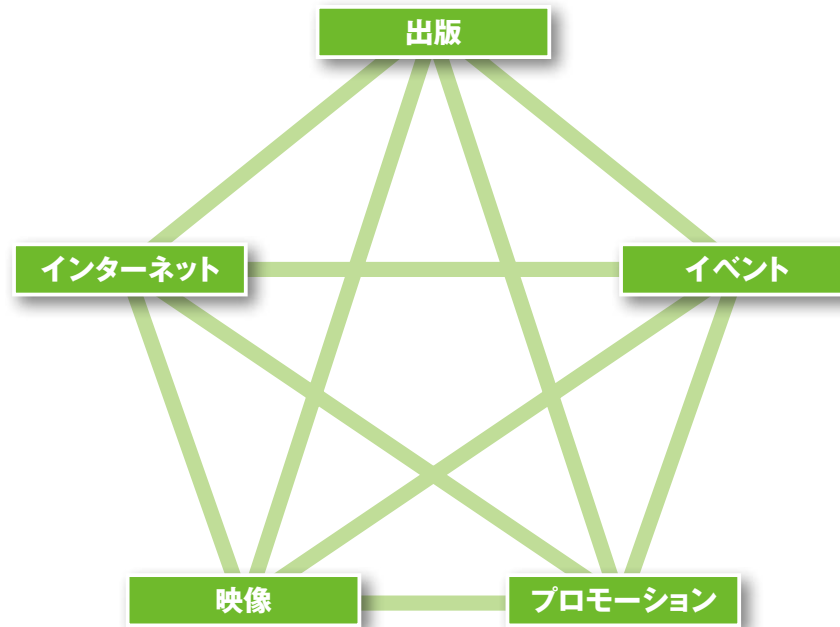 出版
インターネット
イベント
映像
プロモーション